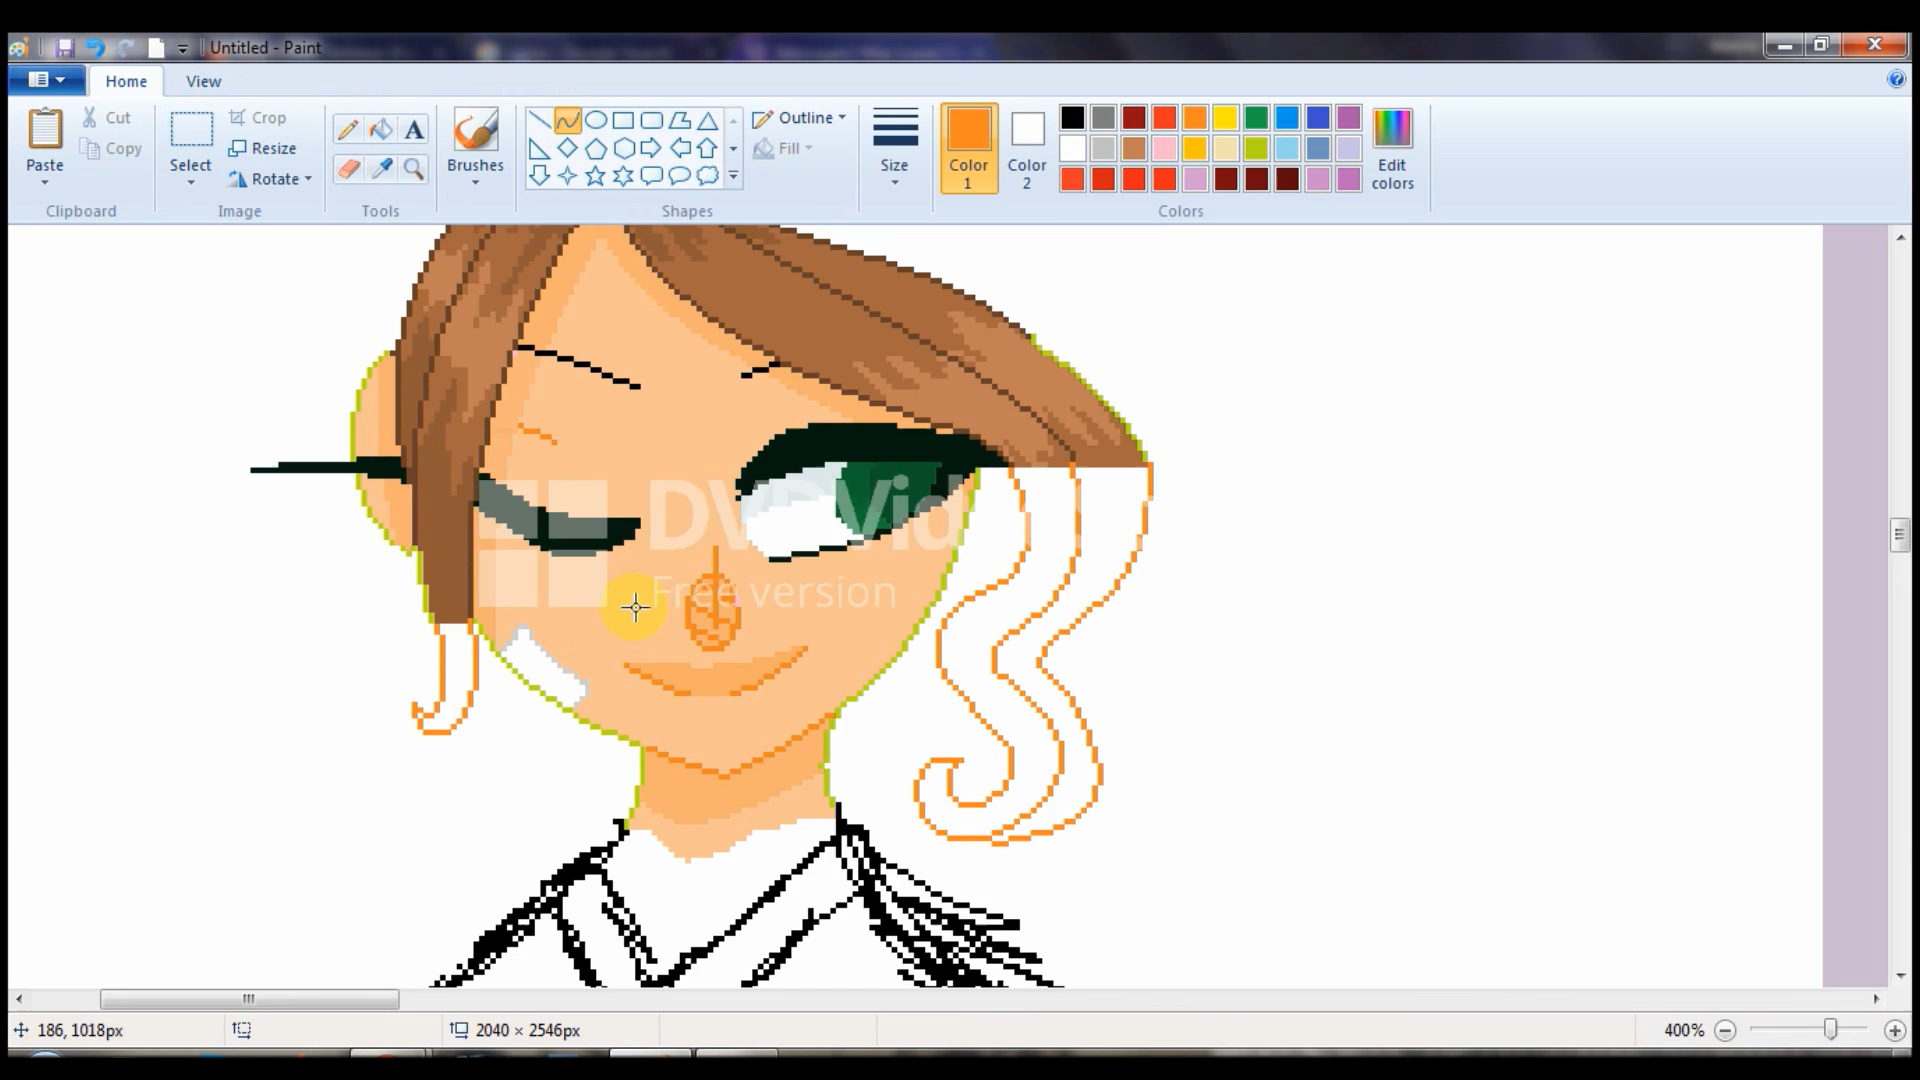 Untitled - Paint
Home View
Paste
Cut
Copy
Clipboard
Select
Crop
Resize
Rotate
Image
A
Tools
Brushes
Shapes
Outline
Fill
Size
Color 1
Color 2
Edit colors
Colors
DVDVid
Free version
186, 1018px
2040 × 2546px
400%